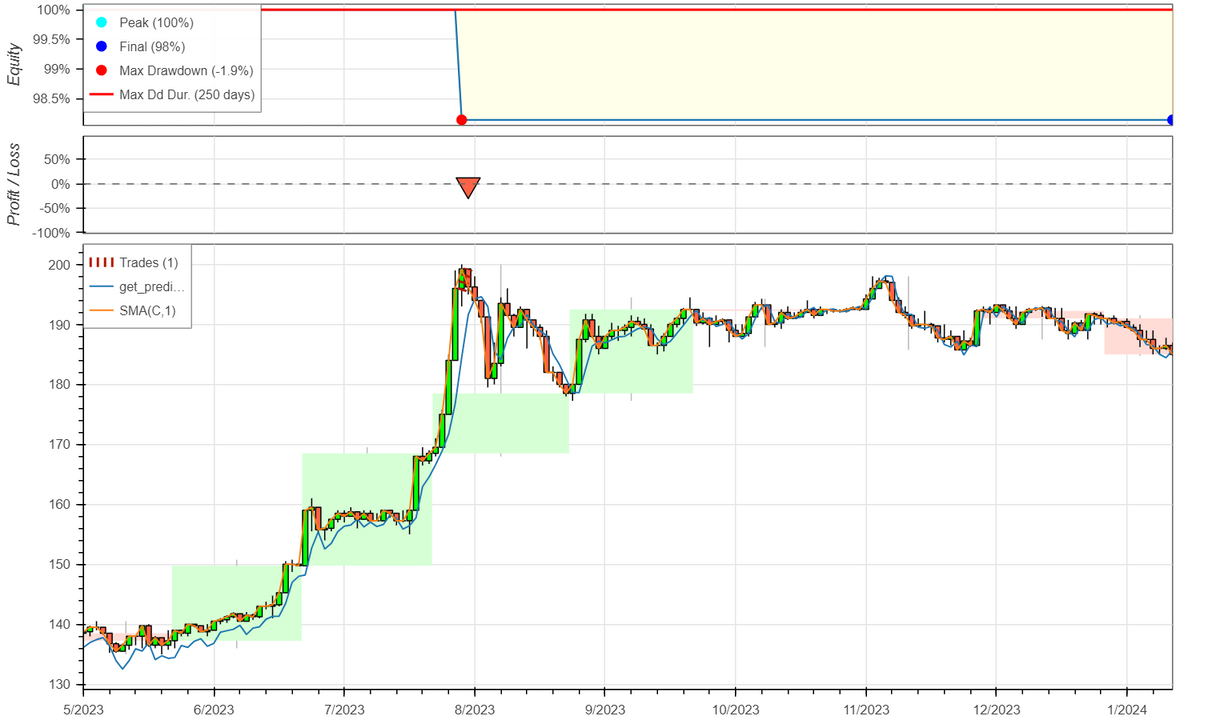 100%
99.5%
99%
98.5%
Equity
Peak (100%)
Final (98%)
Max Drawdown (-1.9%)
Max Dd Dur. (250 days)
50%
0%
-50%
-100%
Profit / Loss
200
190
180
170
160
150
140
130
Trades (1)
get_predi…
SMA(C,1)
5/2023 6/2023 7/2023 8/2023 9/2023 10/2023 11/2023 12/2023 1/2024